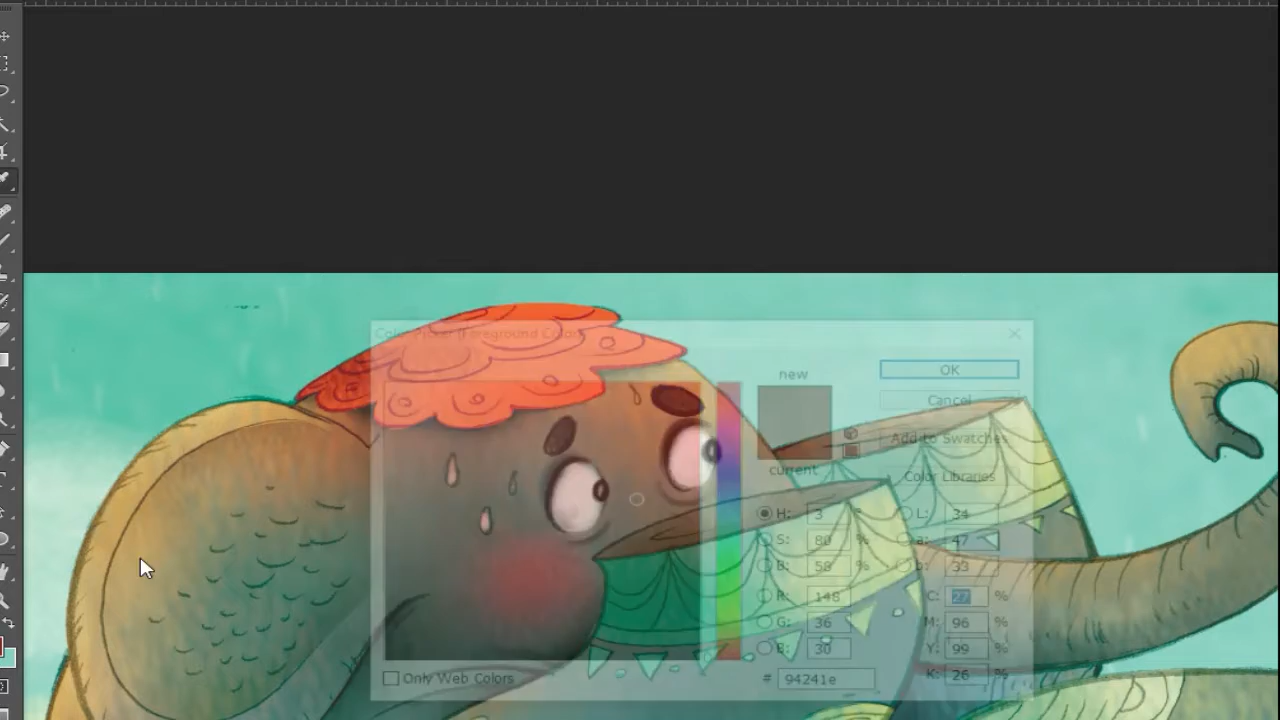 Color Picker (Foreground Color)
new
OK
Cancel
Add to Swatches
current
Color Libraries
H: 3 ° L: 34
S: 80 % a: 47
B: 58 % b: 33
R: 148 C: 27 %
G: 36 M: 96 %
B: 30 Y: 99 %
# 94241e K: 26 %
Only Web Colors